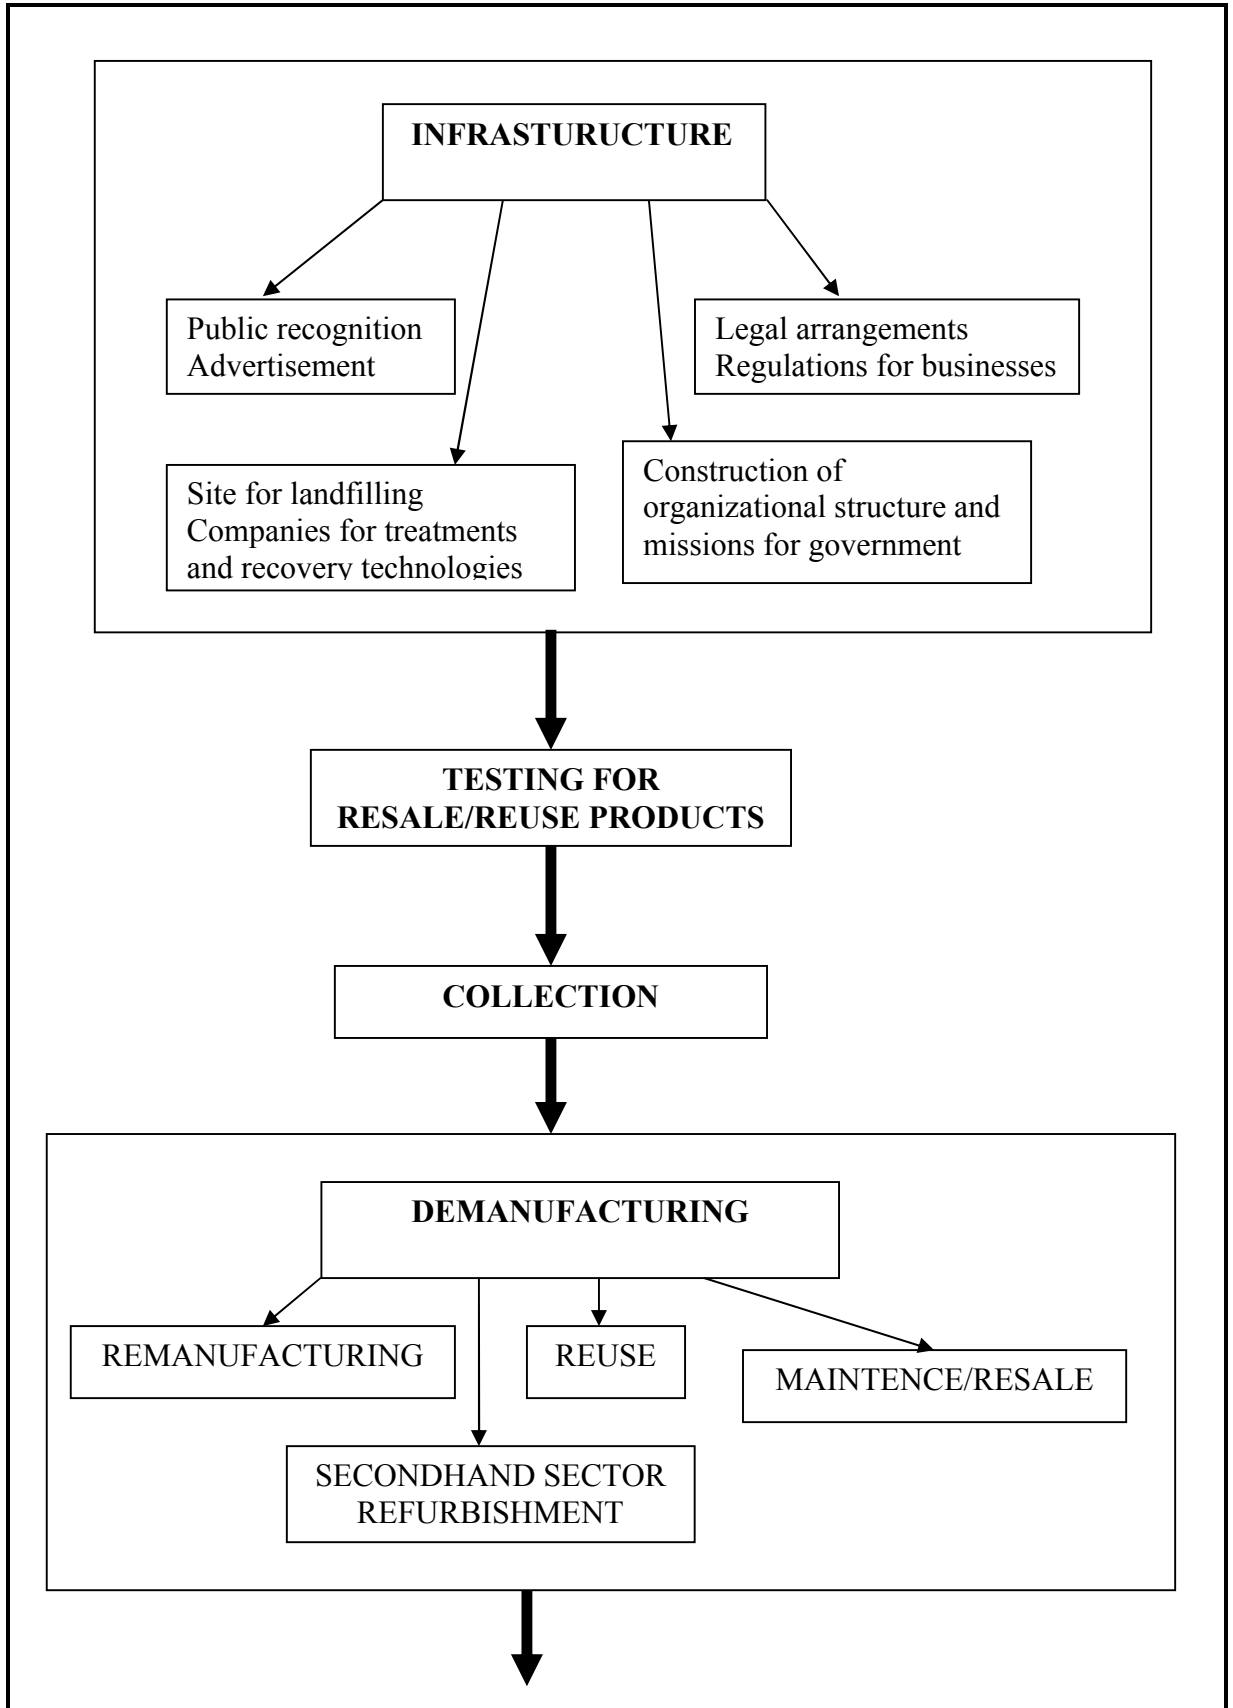 INFRASTURUCTURE
Public recognition
Advertisement
Legal arrangements
Regulations for businesses
Site for landfilling
Companies for treatments
and recovery technologies
Construction of
organizational structure and
missions for government
TESTING FOR
RESALE/REUSE PRODUCTS
COLLECTION
DEMANUFACTURING
REMANUFACTURING
REUSE
MAINTENCE/RESALE
SECONDHAND SECTOR
REFURBISHMENT